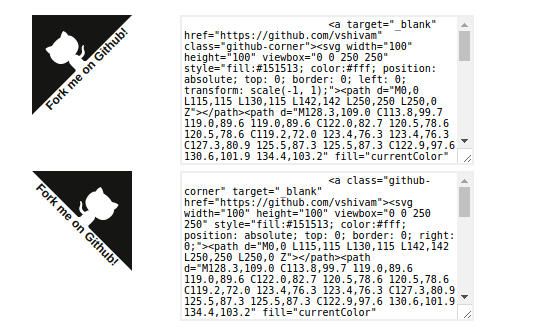 Fork me on Github!
<a target="_blank"
href="https://github.com/vshivam"
class="github-corner"><svg width="100"
height="100" viewbox="0 0 250 250"
style="fill:#151513; color:#fff; position:
absolute; top: 0; border: 0; left: 0;
transform: scale(-1, 1);"><path d="M0,0
L115,115 L130,115 L142,142 L250,250 L250,0
Z"></path><path d="M128.3,109.0 C113.8,99.7
119.0,89.6 119.0,89.6 C122.0,82.7 120.5,78.6
120.5,78.6 C119.2,72.0 123.4,76.3 123.4,76.3
C127.3,80.9 125.5,87.3 125.5,87.3 C122.9,97.6
130.6,101.9 134.4,103.2" fill="currentColor"
Fork me on Github!
<a class="github-
corner" target="_blank"
href="https://github.com/vshivam"><svg
width="100" height="100" viewbox="0 0 250
250" style="fill:#151513; color:#fff;
position: absolute; top: 0; border: 0; right:
0;"><path d="M0,0 L115,115 L130,115 L142,142
L250,250 L250,0 Z"></path><path
d="M128.3,109.0 C113.8,99.7 119.0,89.6
119.0,89.6 C122.0,82.7 120.5,78.6 120.5,78.6
C119.2,72.0 123.4,76.3 123.4,76.3 C127.3,80.9
125.5,87.3 125.5,87.3 C122.9,97.6 130.6,101.9
134.4,103.2" fill="currentColor"